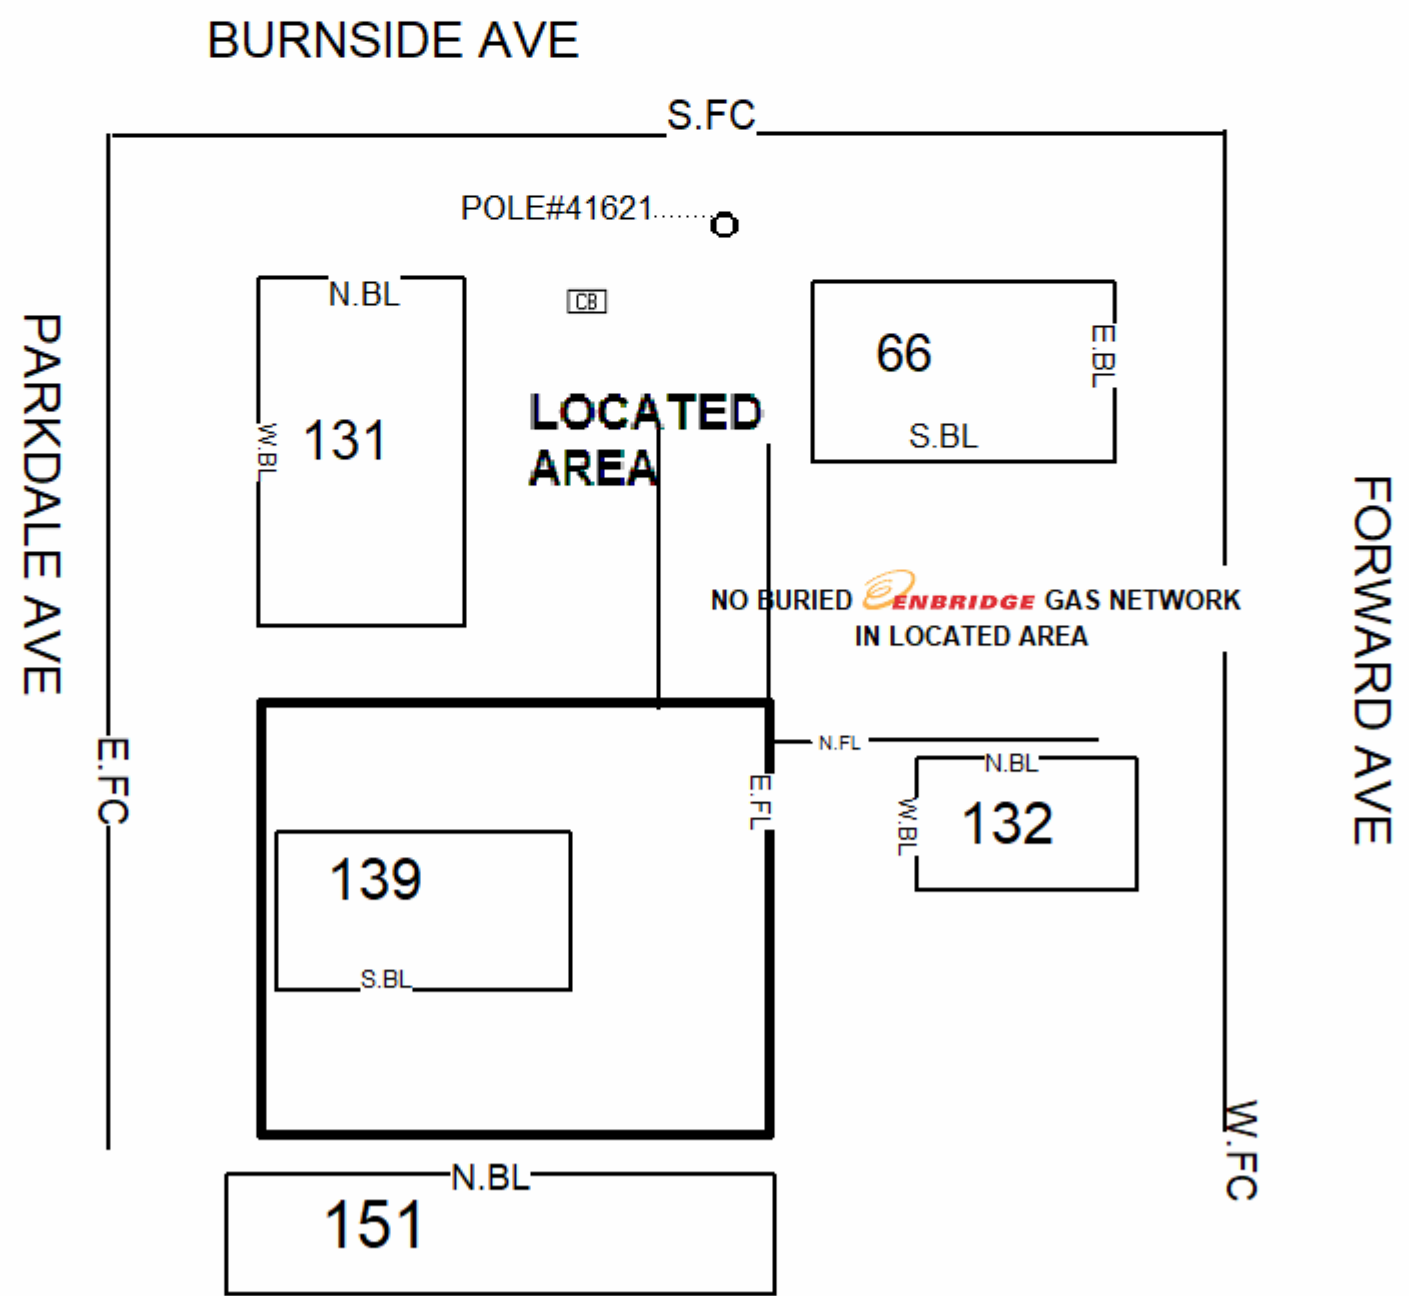 BURNSIDE AVE
S.FC
POLE#41621
N.BL
CB
66
E.BL
PARKDALE AVE
W.BL
131
LOCATED
AREA
S.BL
FORWARD AVE
NO BURIED ENBRIDGE GAS NETWORK
IN LOCATED AREA
E.FC
N.FL
N.BL
E.FL
W.BL
132
139
S.BL
W.FC
N.BL
151